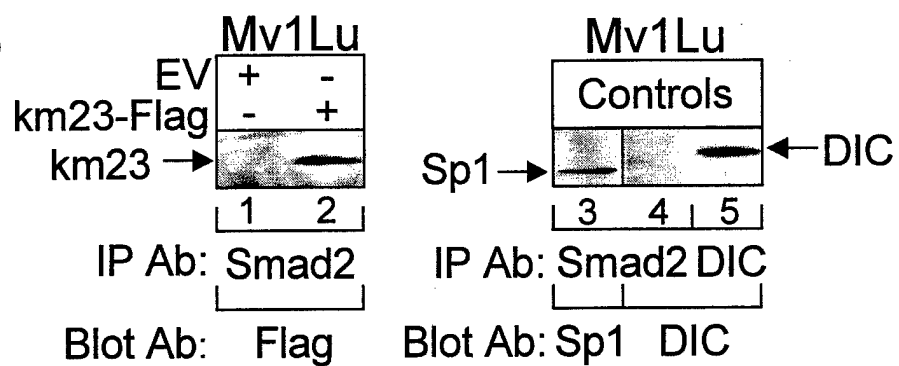 Mv1Lu
EV + -
km23-Flag - +
km23
1 2
IP Ab: Smad2
Blot Ab: Flag
Mv1Lu
Controls
Sp1
DIC
3 4 5
IP Ab: Smad2 DIC
Blot Ab: Sp1 DIC